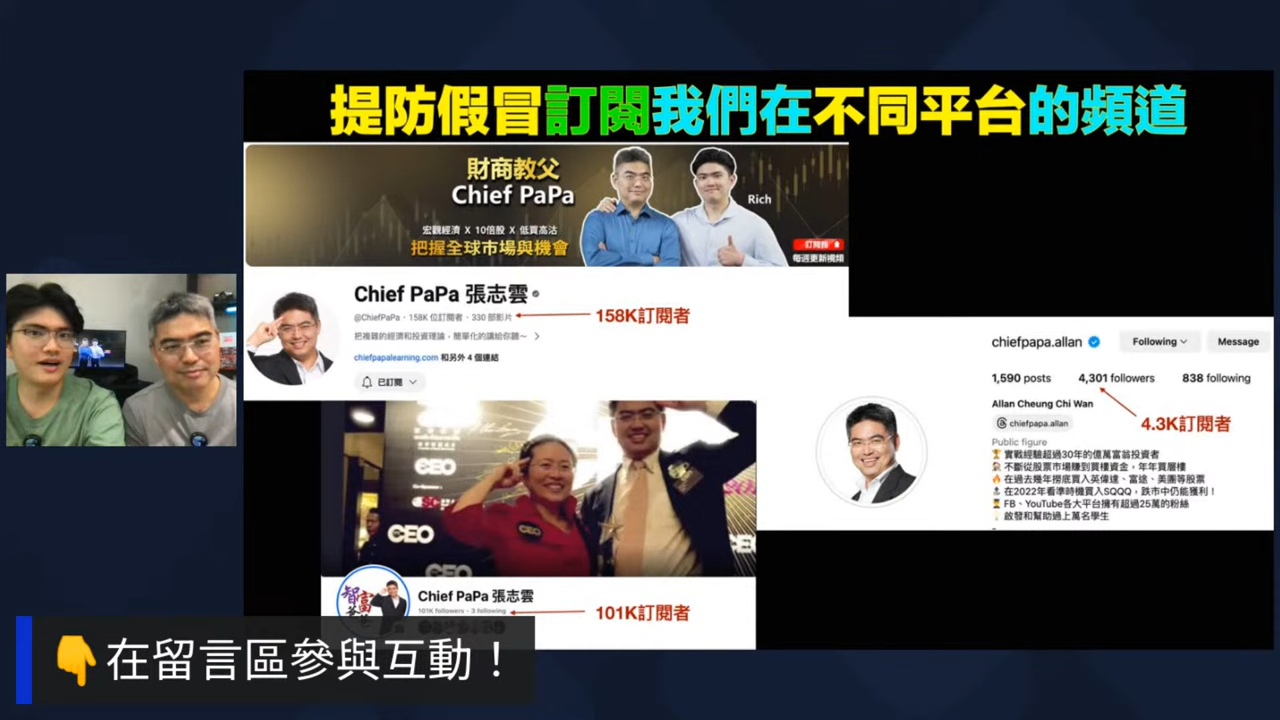 提防假冒訂閱我們在不同平台的頻道
財商教父
Chief PaPa
Rich
宏觀經濟 X 10倍股 X 低買高沽
把握全球市場與機會
每週更新視頻
Chief PaPa 張志雲
@ChiefPaPa · 158K 位訂閱者 · 330 部影片
158K訂閱者
把複雜的經濟和投資理論，簡單化的講給你聽～
chiefpapalearning.com 和另外 4 個連結
已訂閱
chiefpapa.allan
Following
Message
1,590 posts
4,301 followers
838 following
Allan Cheung Chi Wan
4.3K訂閱者
chiefpapa.allan
Public figure
實戰經驗超過30年的億萬富翁投資者
不斷從股票市場賺到買樓資金，年年買層樓
在過去幾年撈底買入英偉達、富途、美團等股票
在2022年看準時機買入SQQQ，跌市中仍能獲利！
FB、YouTube各大平台擁有超過25萬的粉絲
啟發和幫助過上萬名學生
CEO
CEO
CEO
CEO
智富爸爸
Chief PaPa 張志雲
101K followers · 3 following
101K訂閱者
在留言區參與互動！